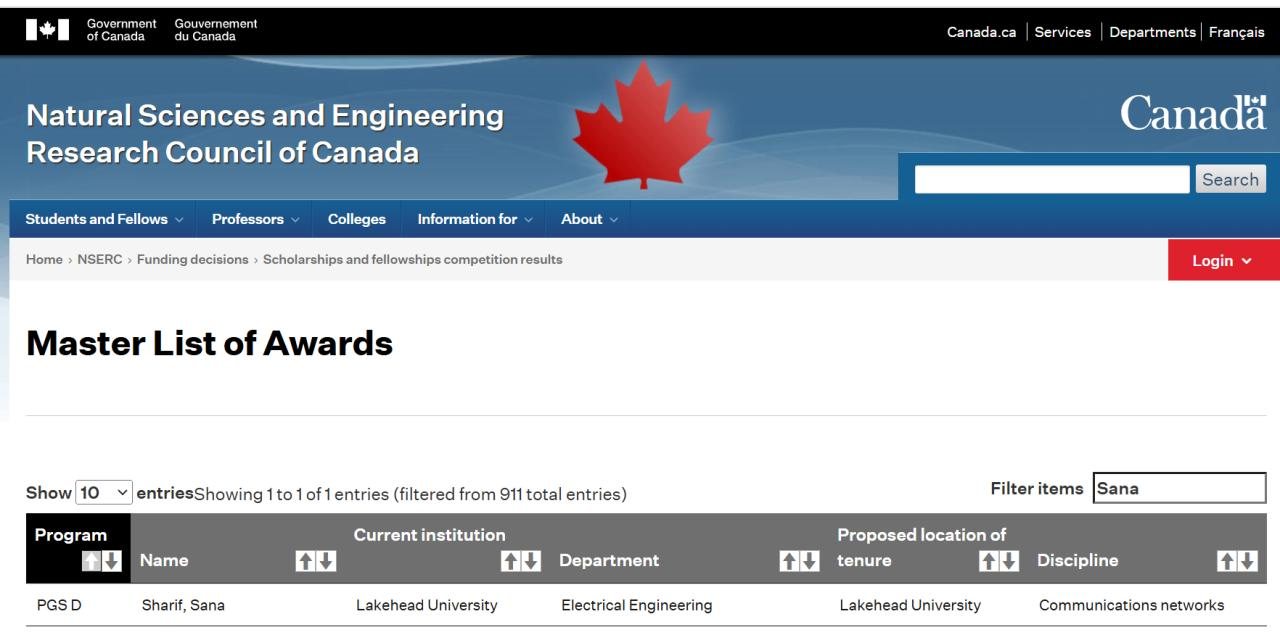 Government of Canada
Gouvernement du Canada
Canada.ca Services Departments Français
Natural Sciences and Engineering
Research Council of Canada
Canada
Search
Students and Fellows Professors Colleges Information for About
Home › NSERC › Funding decisions › Scholarships and fellowships competition results
Login
Master List of Awards
Show 10 entriesShowing 1 to 1 of 1 entries (filtered from 911 total entries)
Filter items Sana
Program Name Current institution Department Proposed location of tenure Discipline
PGS D Sharif, Sana Lakehead University Electrical Engineering Lakehead University Communications networks